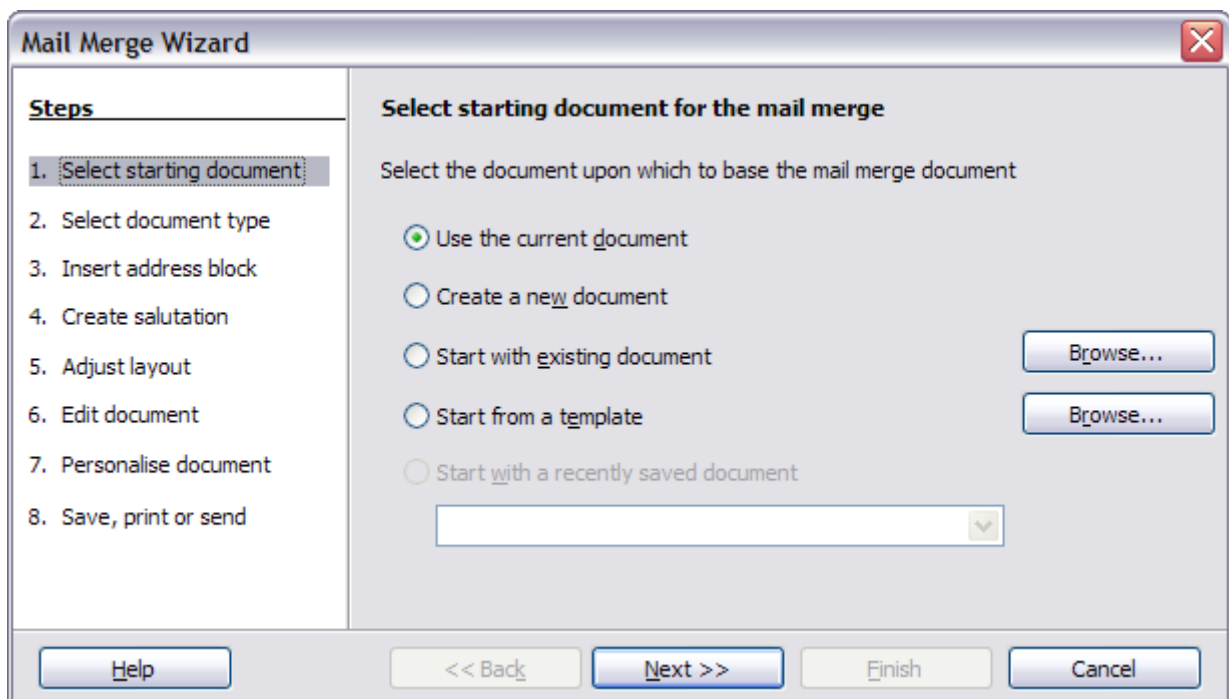 Mail Merge Wizard
Steps
1. Select starting document
2. Select document type
3. Insert address block
4. Create salutation
5. Adjust layout
6. Edit document
7. Personalise document
8. Save, print or send
Select starting document for the mail merge
Select the document upon which to base the mail merge document
Use the current document
Create a new document
Start with existing document
Browse...
Start from a template
Browse...
Start with a recently saved document
Help
<< Back
Next >>
Finish
Cancel